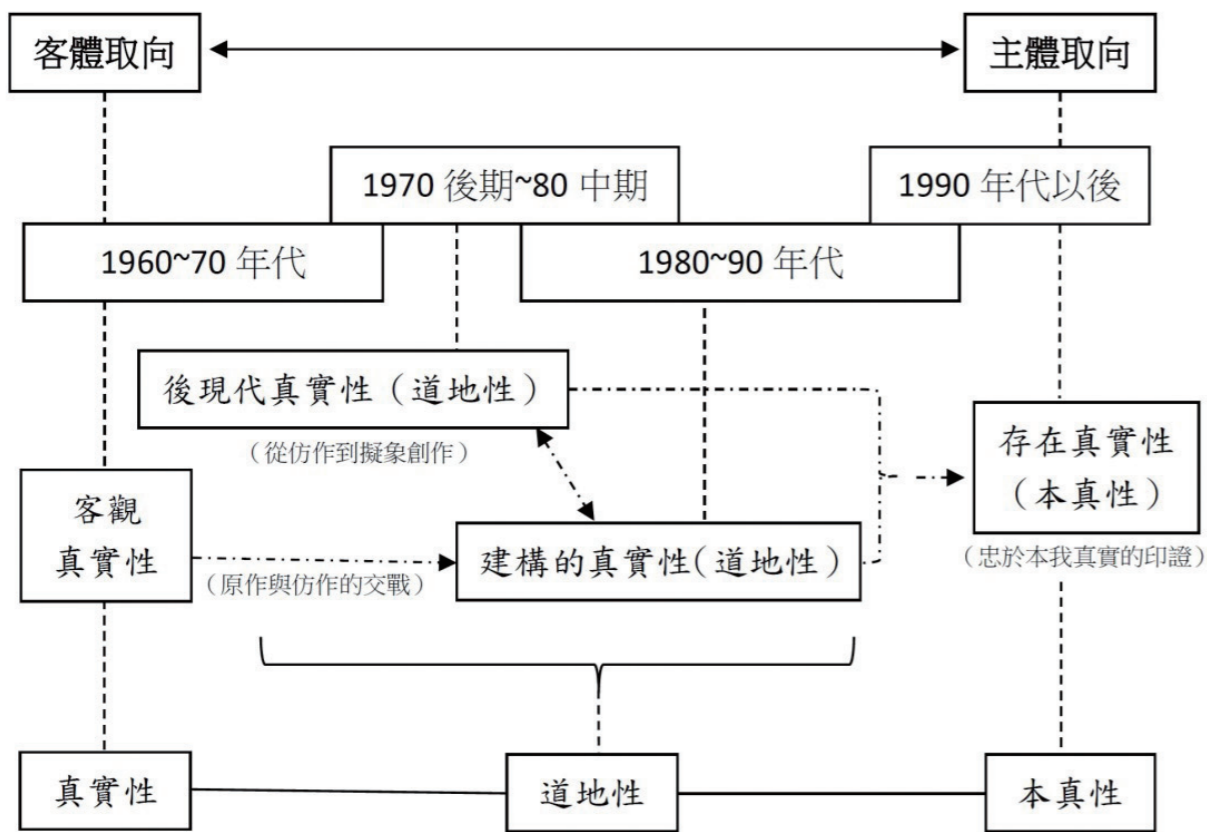 客體取向
主體取向
1970 後期~80 中期
1990 年代以後
1960~70 年代
1980~90 年代
後現代真實性（道地性）
（從仿作到擬象創作）
存在真實性
（本真性）
（忠於本我真實的印證）
客觀
真實性
（原作與仿作的交戰）
建構的真實性（道地性）
真實性
道地性
本真性